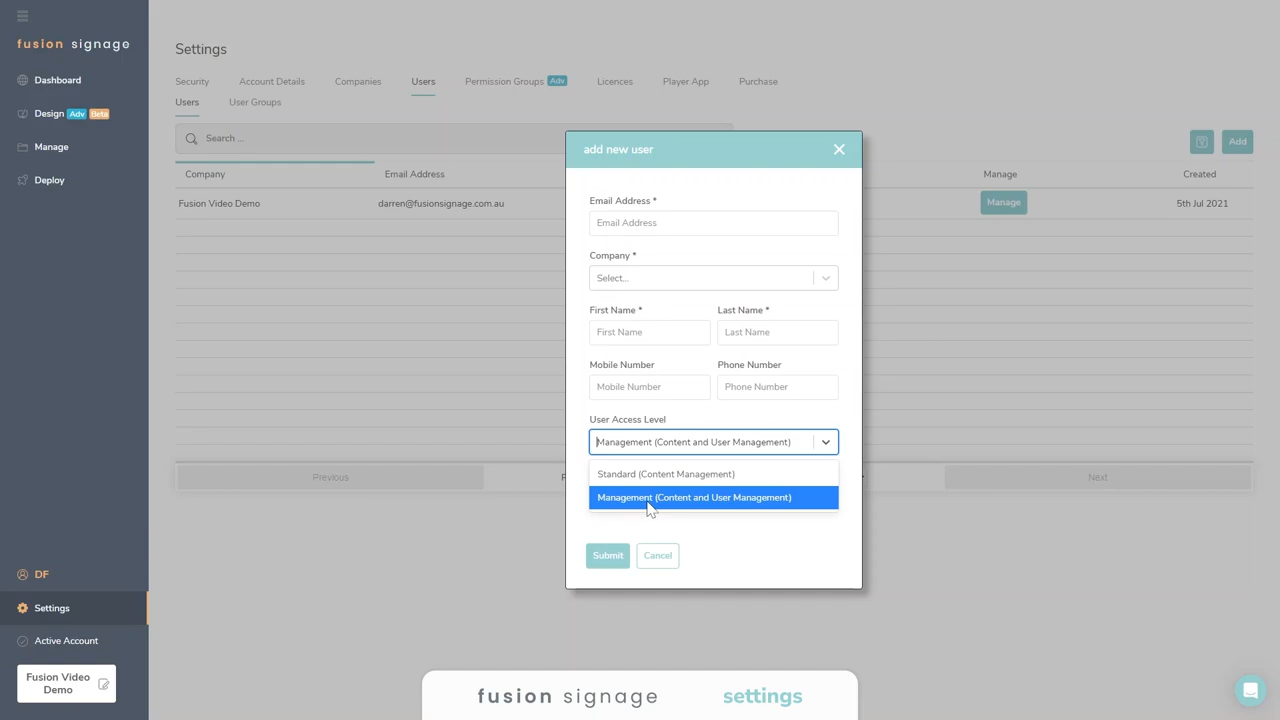 fusion signage
Dashboard
Design Adv Beta
Manage
Deploy
DF
Settings
Active Account
Fusion Video
Demo
Settings
Security Account Details Companies Users Permission Groups Adv Licences Player App Purchase
Users User Groups
Search ...
Add
Company Email Address Manage Created
Fusion Video Demo darren@fusionsignage.com.au Manage 5th Jul 2021
Previous Next
add new user
Email Address *
Email Address
Company *
Select...
First Name * Last Name *
First Name Last Name
Mobile Number Phone Number
Mobile Number Phone Number
User Access Level
Management (Content and User Management)
Standard (Content Management)
Management (Content and User Management)
Submit Cancel
fusion signage settings